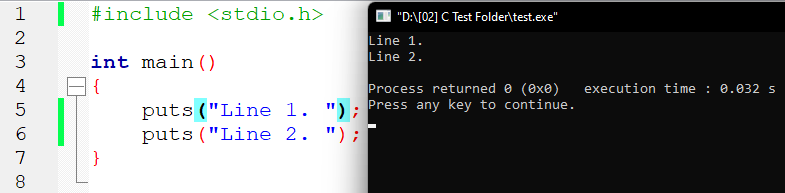 1 #include <stdio.h>
2
3 int main()
4 {
5 puts("Line 1. ");
6 puts("Line 2. ");
7 }
8
"D:\[02] C Test Folder\test.exe"
Line 1.
Line 2.
Process returned 0 (0x0)   execution time : 0.032 s
Press any key to continue.